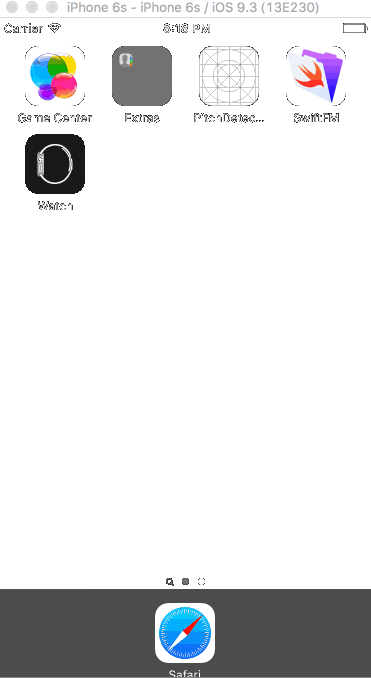 iPhone 6s - iPhone 6s / iOS 9.3 (13E230)
Carrier 8:18 PM
Game Center Extras PitchDetec... SwiftFM
Watch
Safari